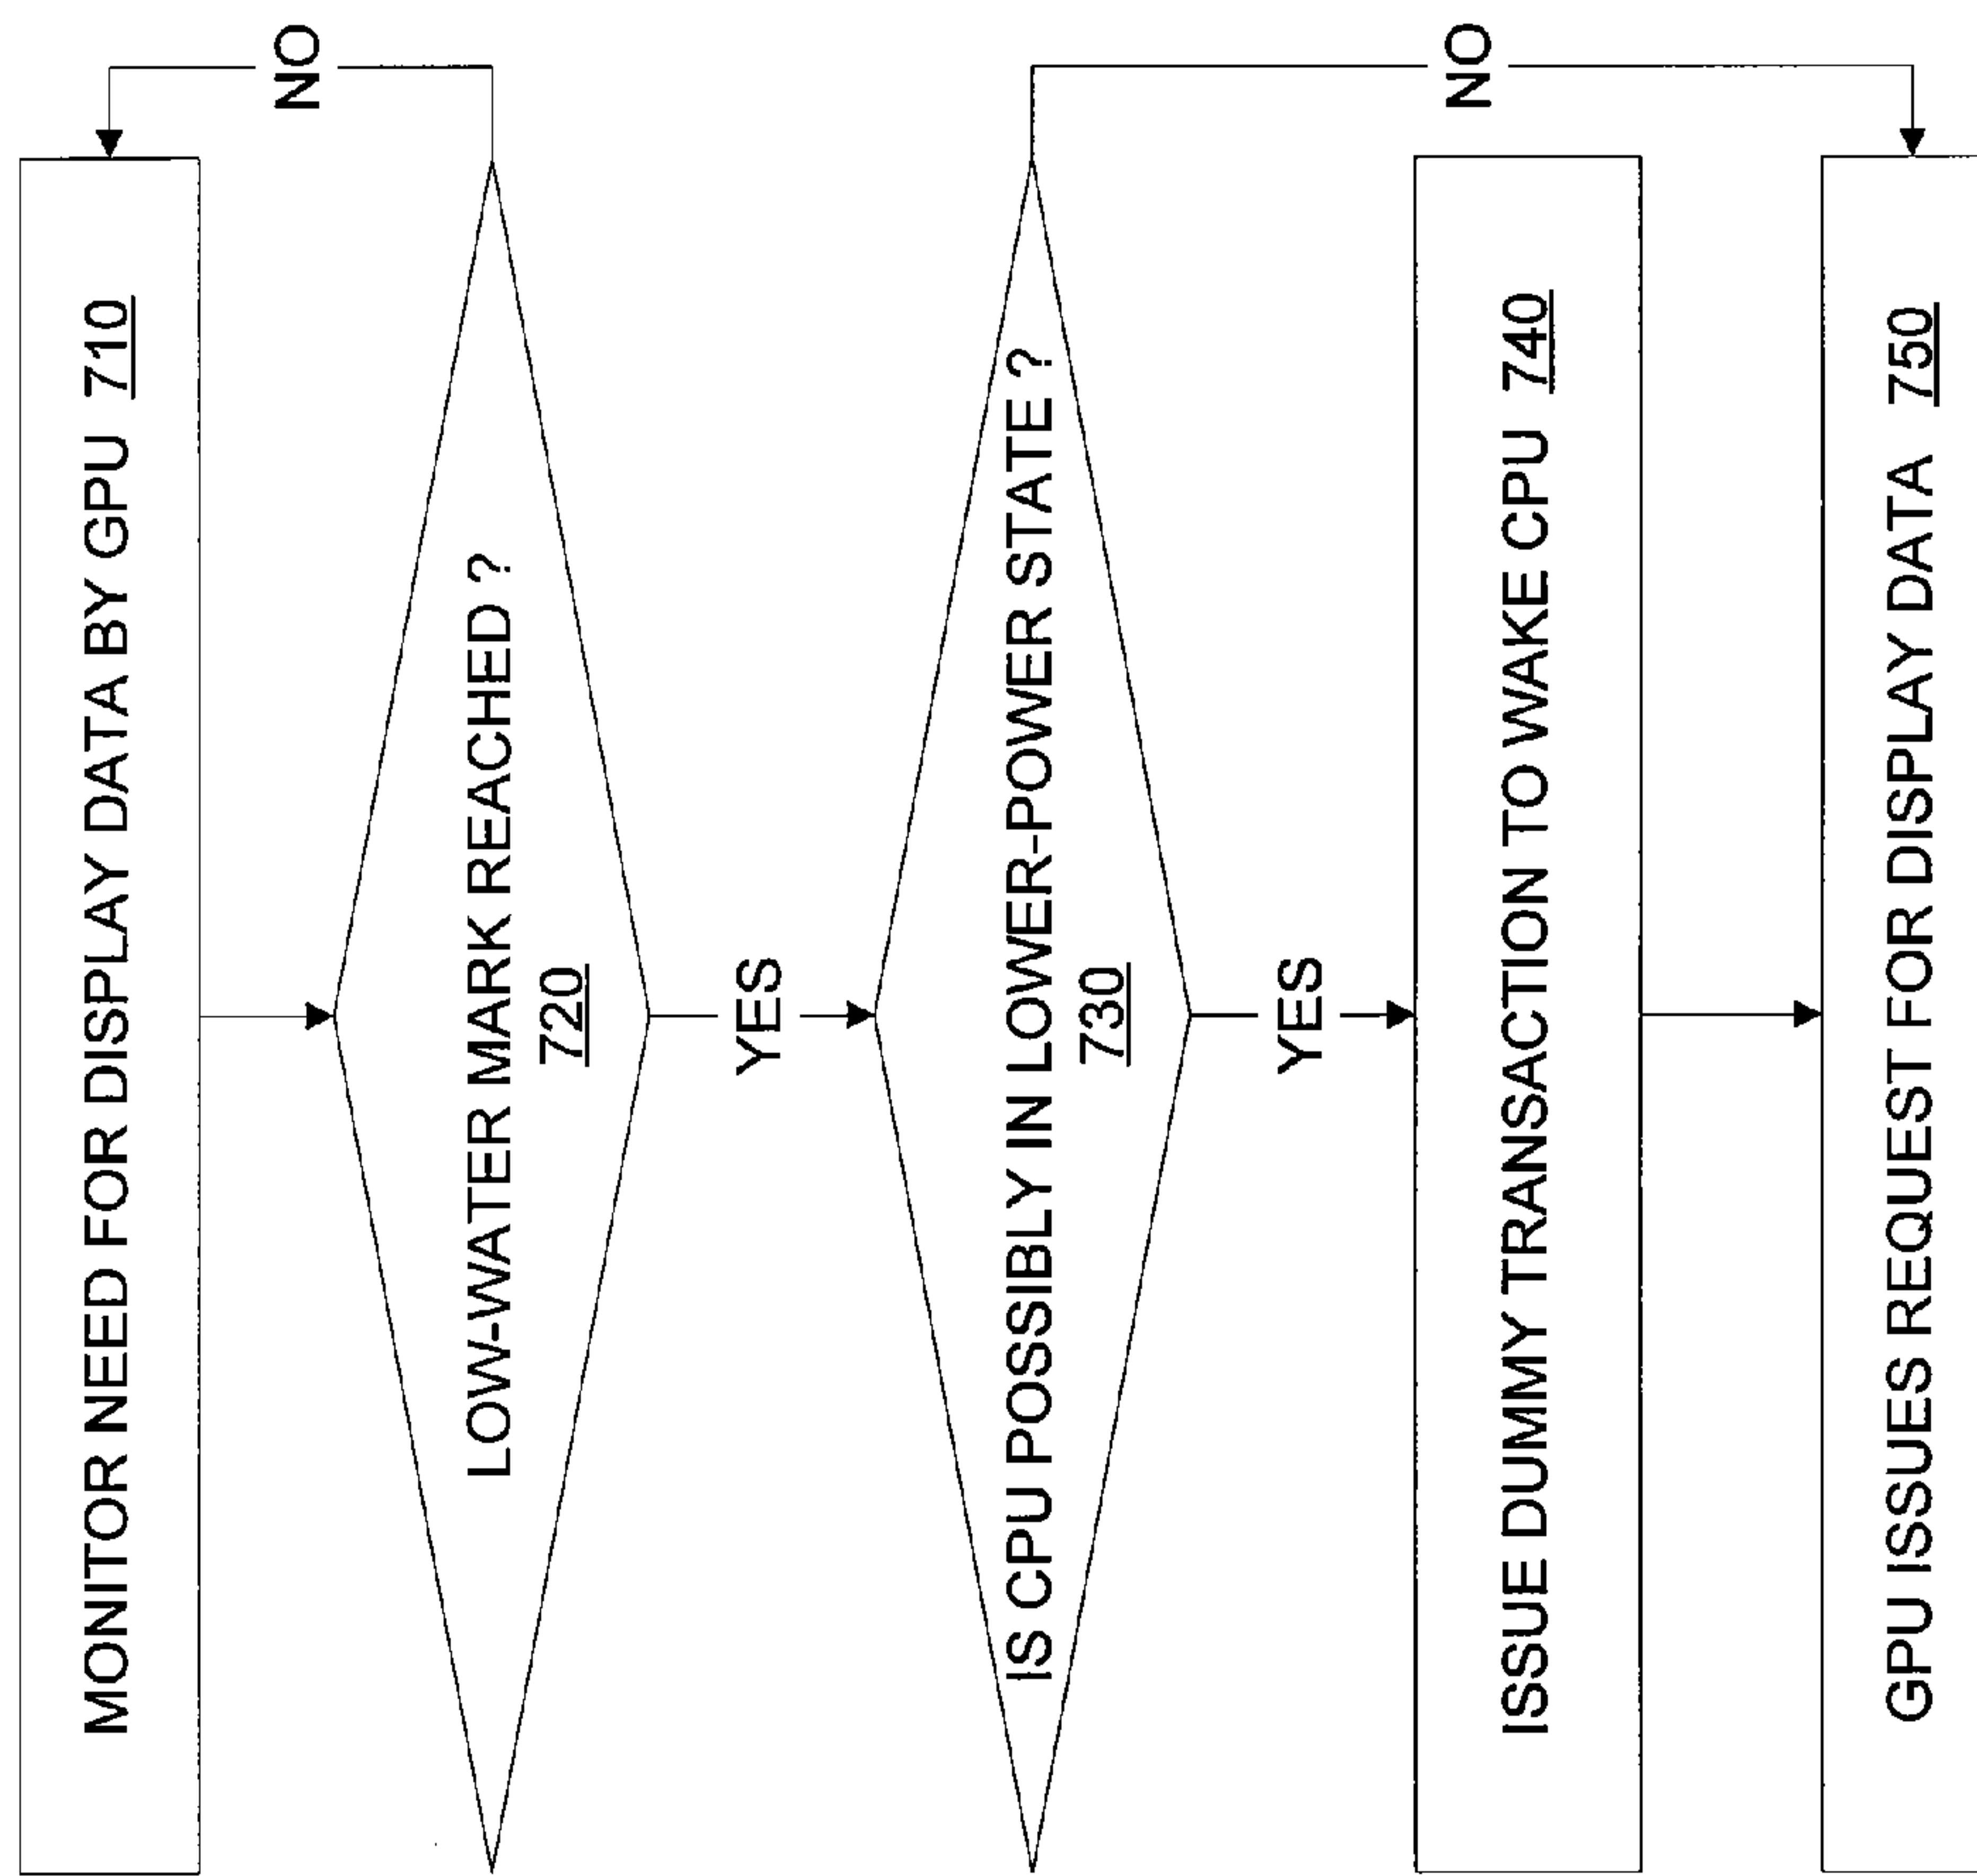 MONITOR NEED FOR DISPLAY DATA BY GPU 710
NO
LOW-WATER MARK REACHED ?
720
YES
IS CPU POSSIBLY IN LOWER-POWER STATE ?
730
NO
YES
ISSUE DUMMY TRANSACTION TO WAKE CPU 740
GPU ISSUES REQUEST FOR DISPLAY DATA 750